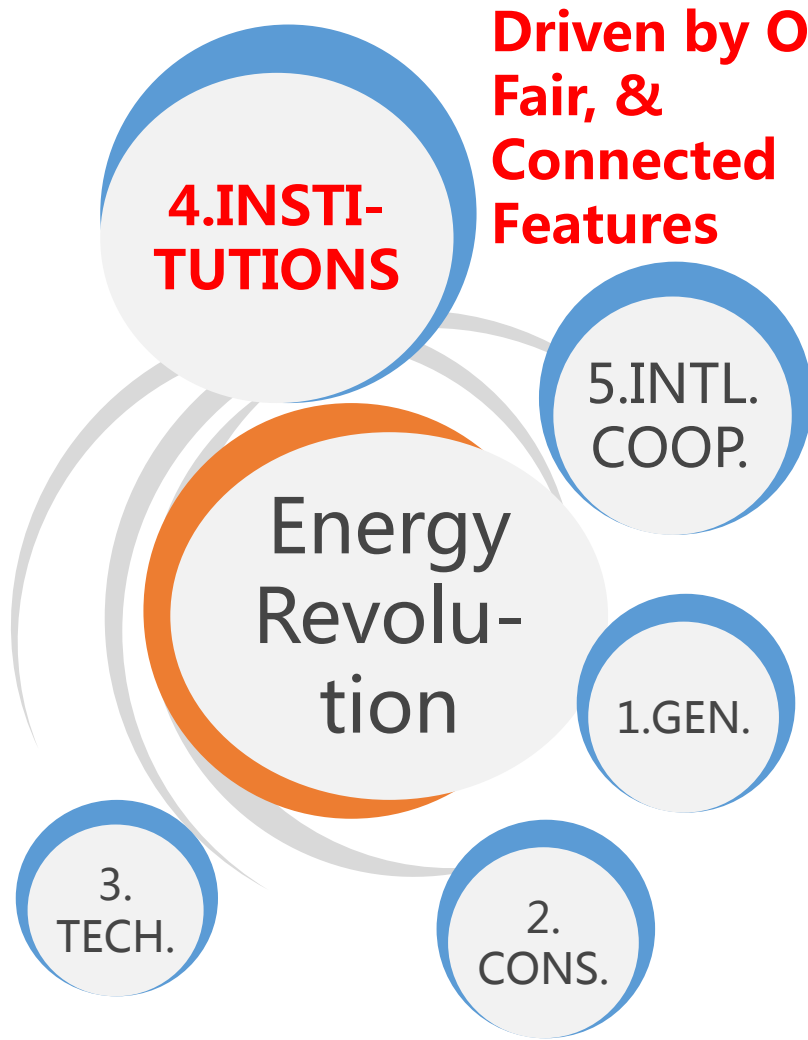 Driven by O
Fair, &
Connected
Features
4.INSTI-
TUTIONS
5.INTL.
COOP.
Energy
Revolu-
tion
1.GEN.
3.
TECH.
2.
CONS.